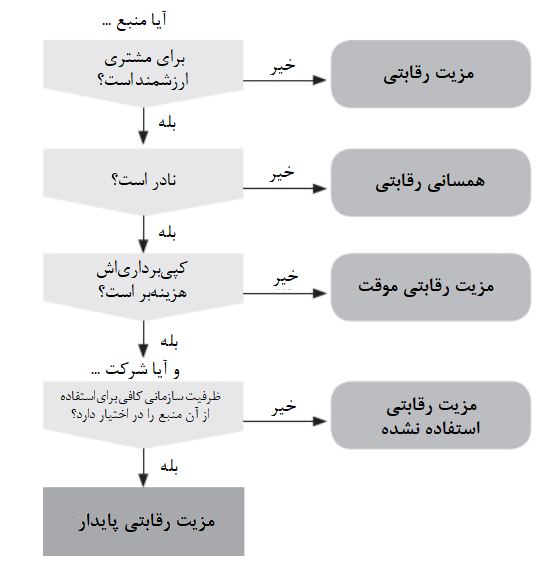 آیا منبع ...
برای مشتری
ارزشمند است؟
خیر
مزیت رقابتی
بله
نادر است؟
خیر
همسانی رقابتی
بله
کپی‌برداری‌اش
هزینه‌بر است؟
خیر
مزیت رقابتی موقت
بله
و آیا شرکت ...
ظرفیت سازمانی کافی برای استفاده
از آن منبع را در اختیار دارد؟
خیر
مزیت رقابتی
استفاده نشده
بله
مزیت رقابتی پایدار